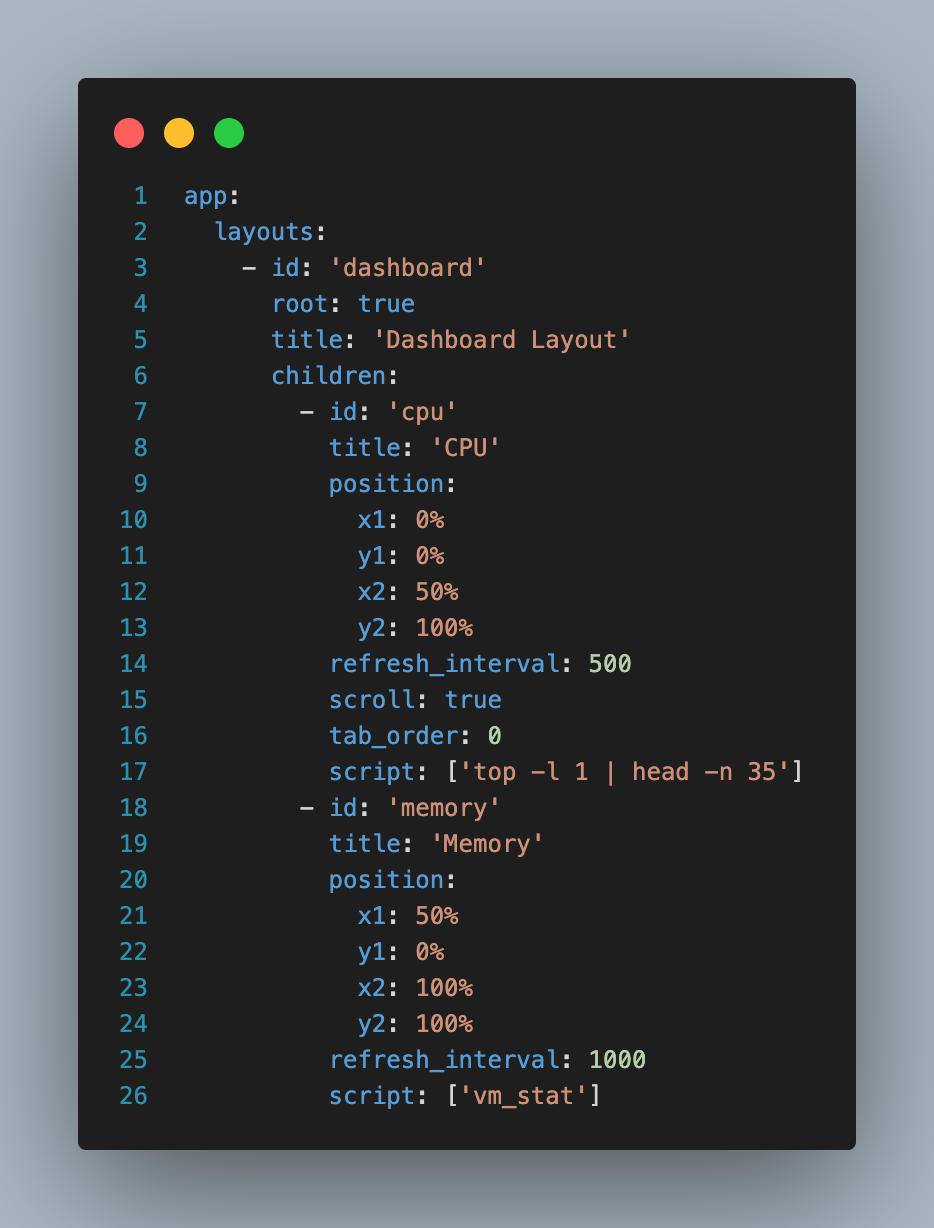 1 app:
2   layouts:
3     - id: 'dashboard'
4       root: true
5       title: 'Dashboard Layout'
6       children:
7         - id: 'cpu'
8           title: 'CPU'
9           position:
10             x1: 0%
11             y1: 0%
12             x2: 50%
13             y2: 100%
14           refresh_interval: 500
15           scroll: true
16           tab_order: 0
17           script: ['top -l 1 | head -n 35']
18         - id: 'memory'
19           title: 'Memory'
20           position:
21             x1: 50%
22             y1: 0%
23             x2: 100%
24             y2: 100%
25           refresh_interval: 1000
26           script: ['vm_stat']